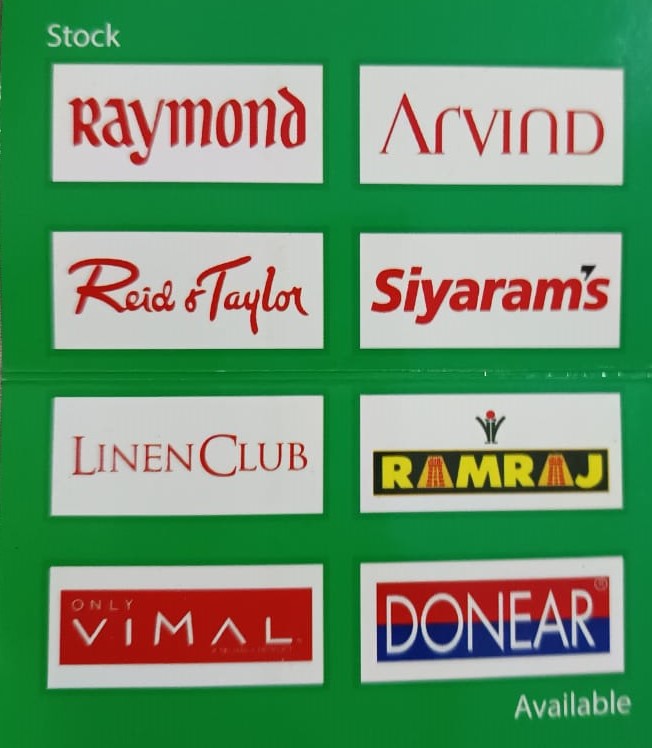 Stock
Raymond
Arvind
Reid & Taylor
Siyaram's
LINEN CLUB
RAMRAJ
ONLY
VIMAL
DONEAR®
Available